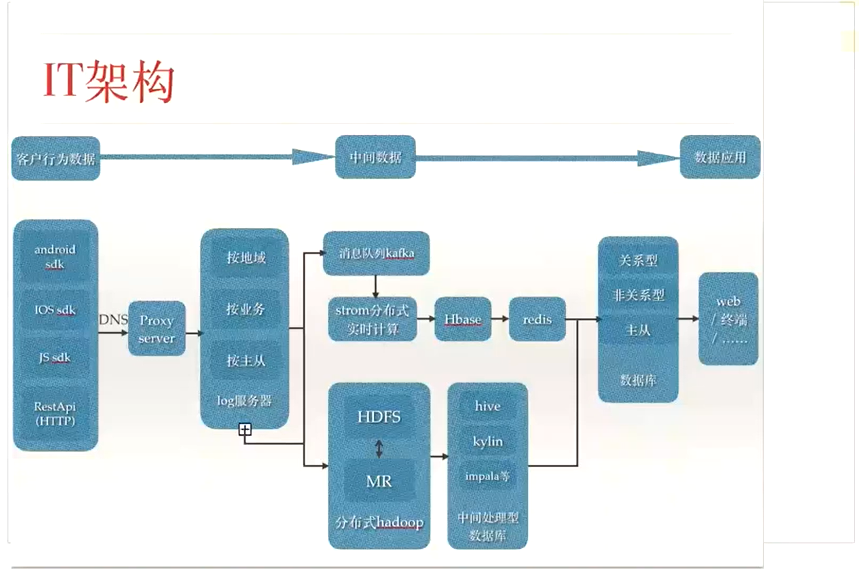 IT架构
客户行为数据
中间数据
数据应用
android
sdk
IOS sdk
JS sdk
RestApi
(HTTP)
DNS
Proxy
server
按地域
按业务
按主从
log服务器
消息队列kafka
strom分布式
实时计算
Hbase
redis
HDFS
MR
分布式hadoop
hive
kylin
impala等
中间处理型
数据库
关系型
非关系型
主从
数据库
web
/ 终端
/ ……